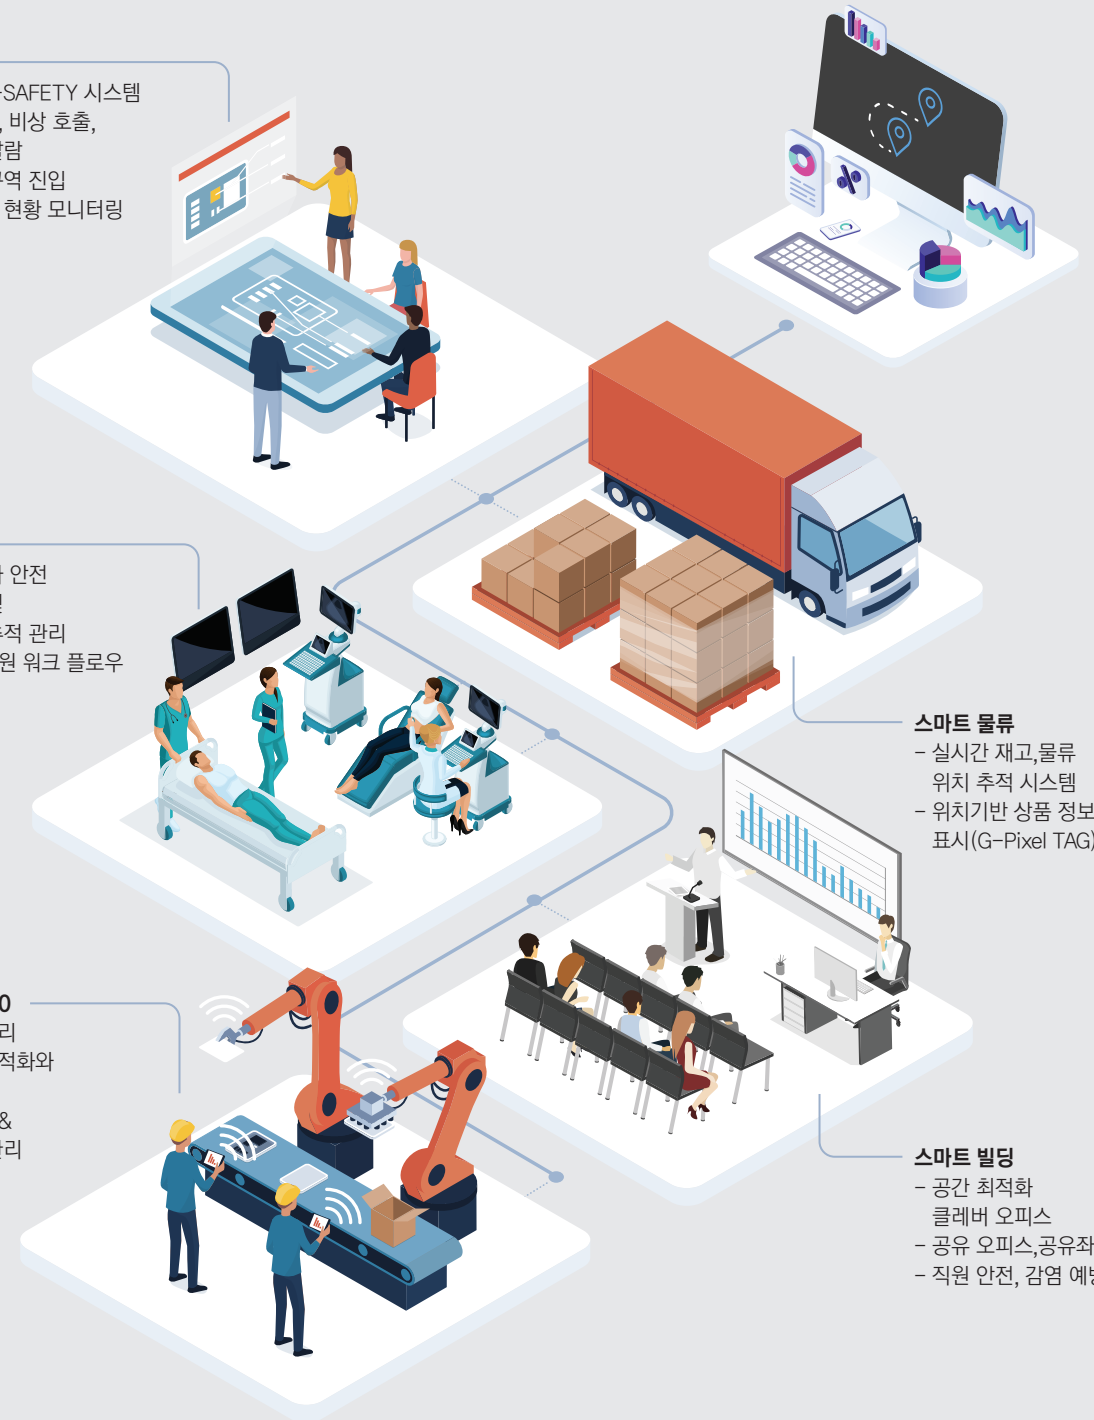 -SAFETY 시스템
, 비상 호출,
알람
구역 진입
현황 모니터링
안전
추적 관리
원 워크 플로우
스마트 물류
- 실시간 재고,물류
위치 추적 시스템
- 위치기반 상품 정보
표시(G-Pixel TAG)
0
리
적화와
&
관리
스마트 빌딩
- 공간 최적화
클레버 오피스
- 공유 오피스,공유좌
- 직원 안전, 감염 예